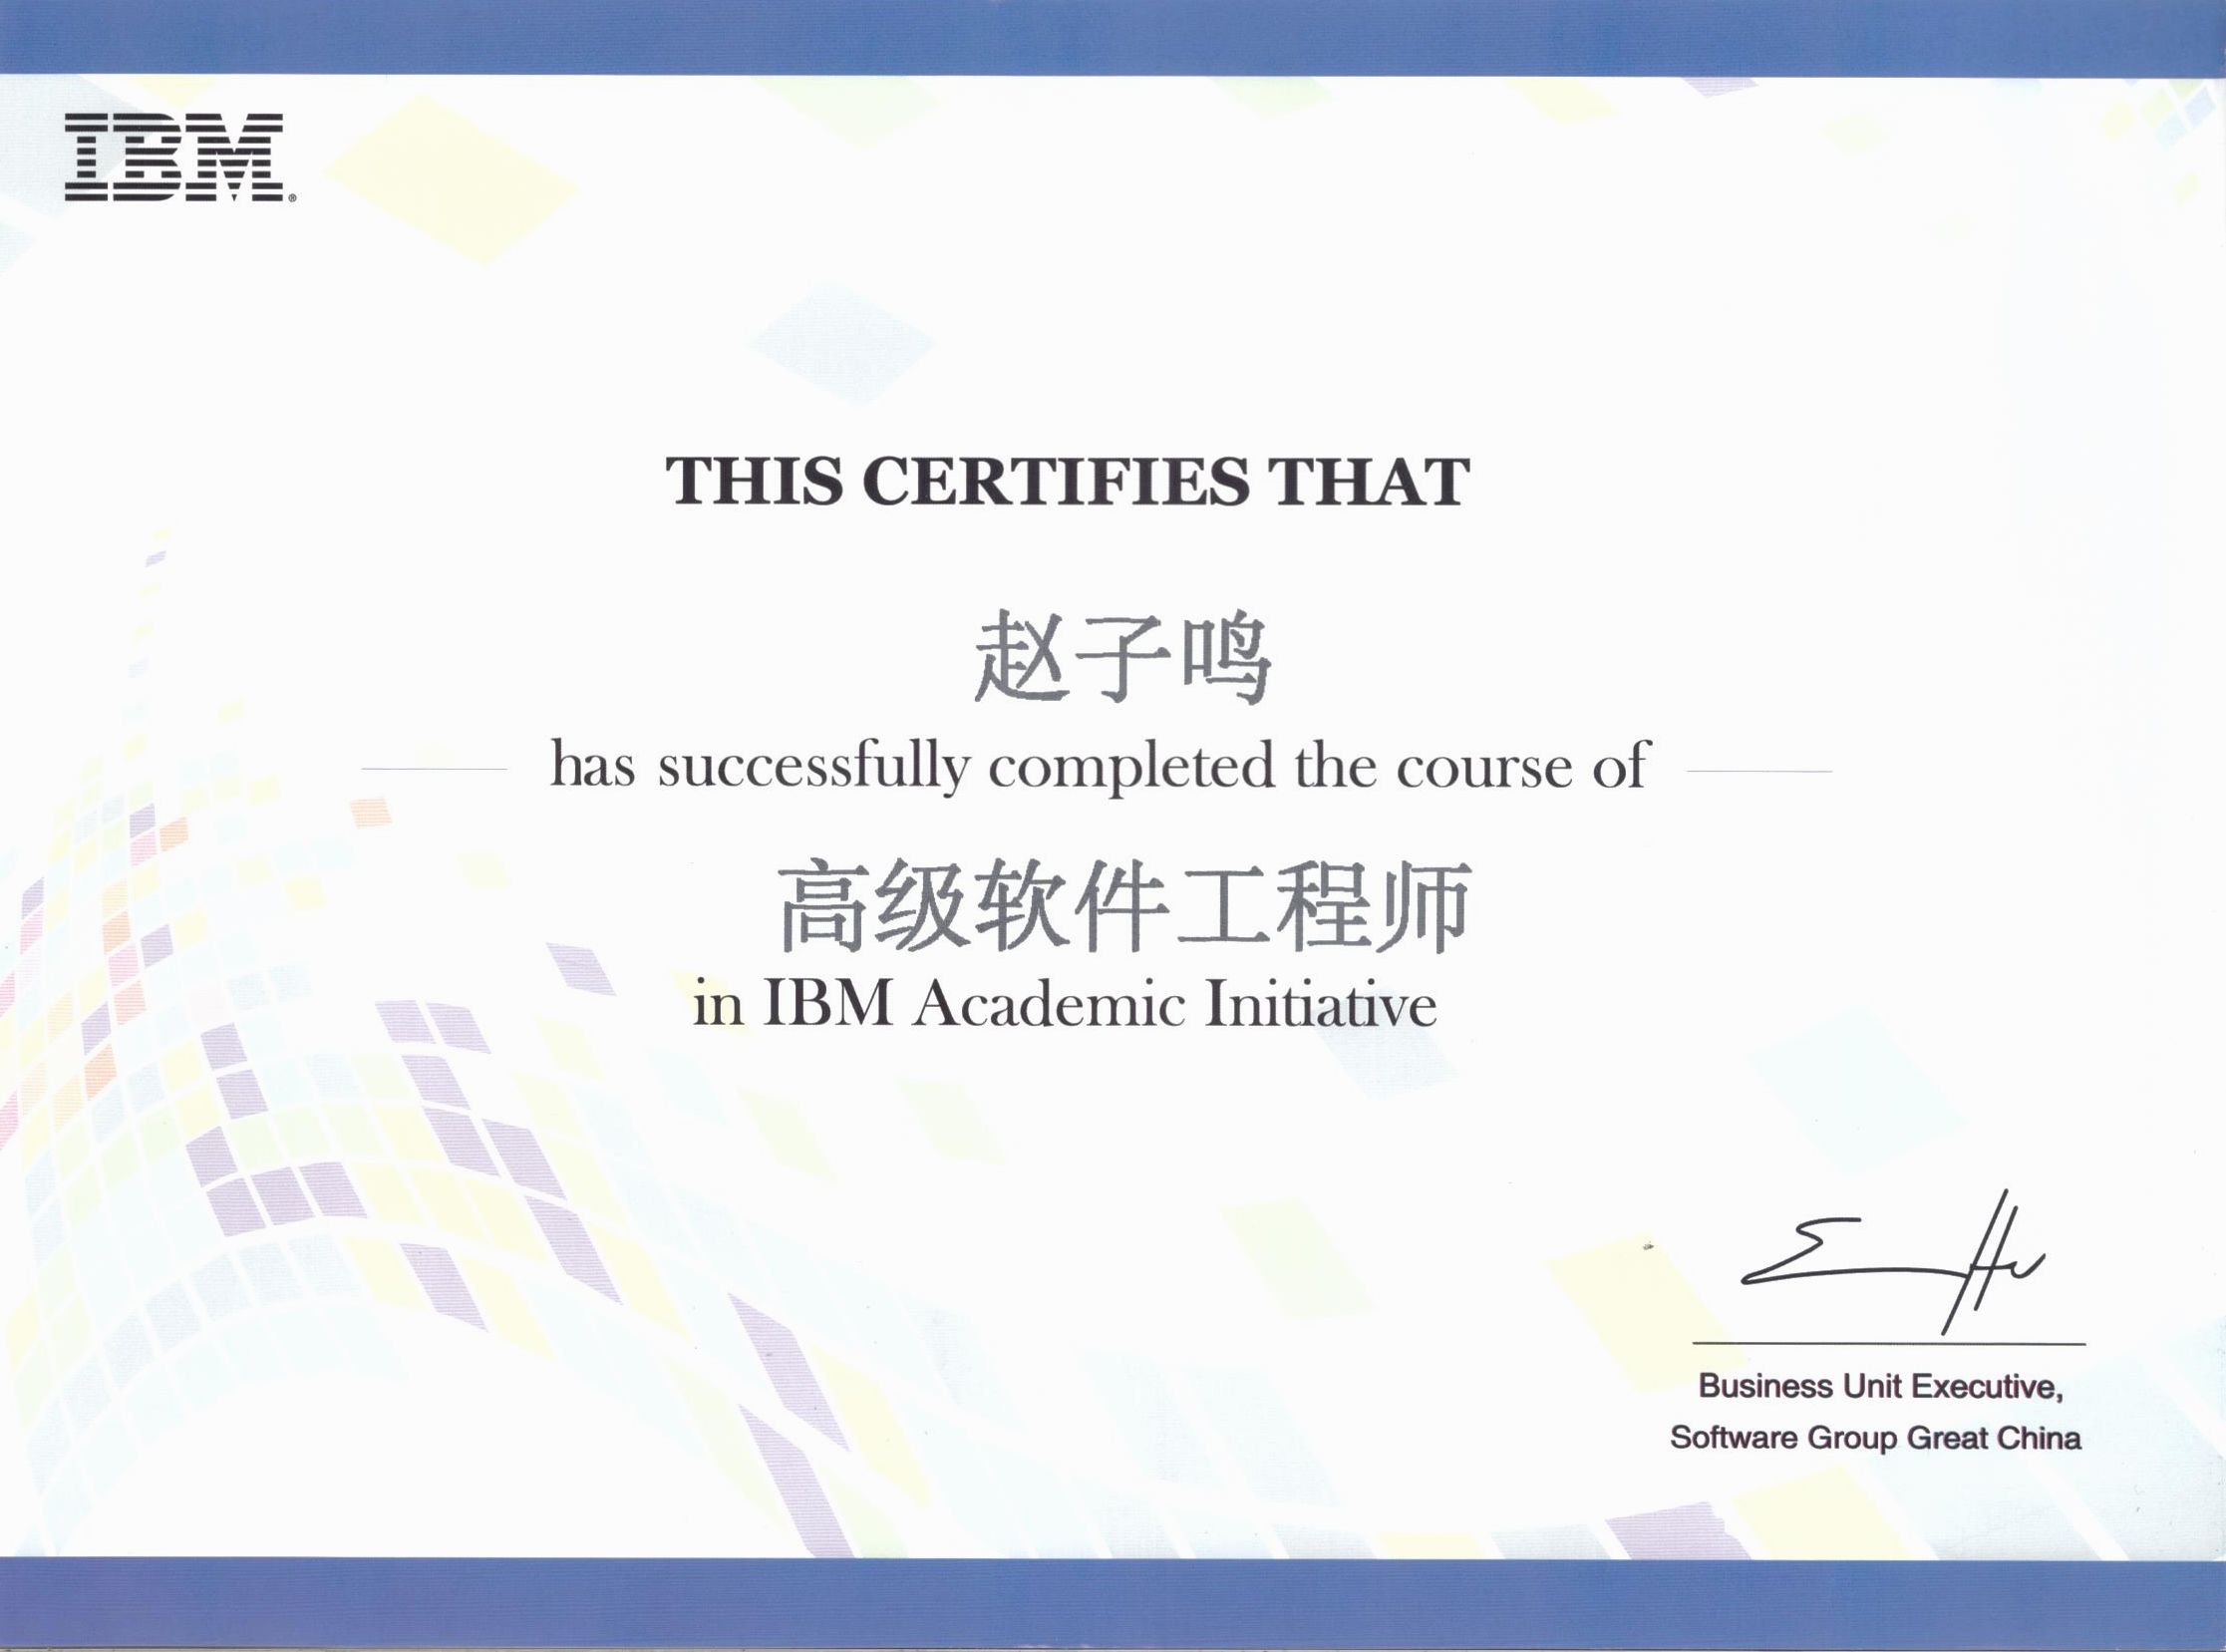 IBM®
THIS CERTIFIES THAT
赵子鸣
has successfully completed the course of
高级软件工程师
in IBM Academic Initiative
Business Unit Executive,
Software Group Great China